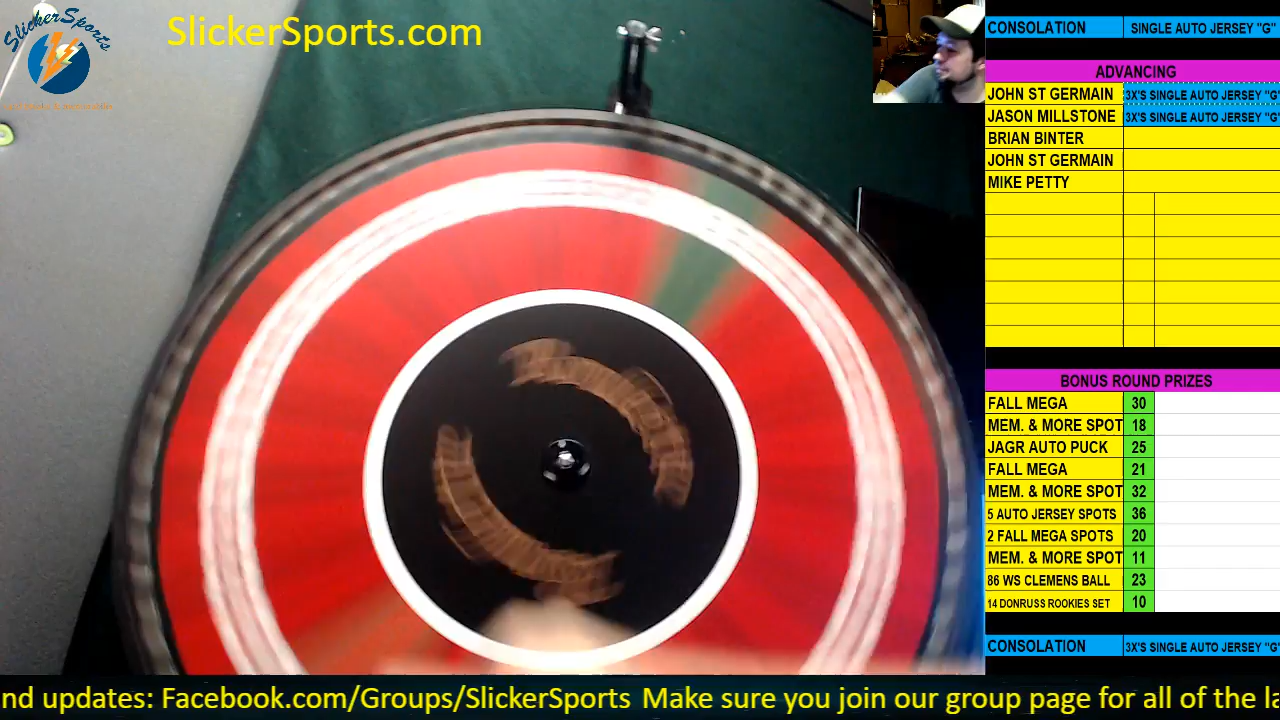 SlickerSports
SlickerSports.com
CONSOLATION SINGLE AUTO JERSEY "G"
ADVANCING
JOHN ST GERMAIN 3X'S SINGLE AUTO JERSEY "G"
JASON MILLSTONE 3X'S SINGLE AUTO JERSEY "G"
BRIAN BINTER
JOHN ST GERMAIN
MIKE PETTY
BONUS ROUND PRIZES
FALL MEGA 30
MEM. & MORE SPOT 18
JAGR AUTO PUCK 25
FALL MEGA 21
MEM. & MORE SPOT 32
5 AUTO JERSEY SPOTS 36
2 FALL MEGA SPOTS 20
MEM. & MORE SPOT 11
86 WS CLEMENS BALL 23
14 DONRUSS ROOKIES SET 10
CONSOLATION 3X'S SINGLE AUTO JERSEY "G"
nd updates: Facebook.com/Groups/SlickerSports Make sure you join our group page for all of the la